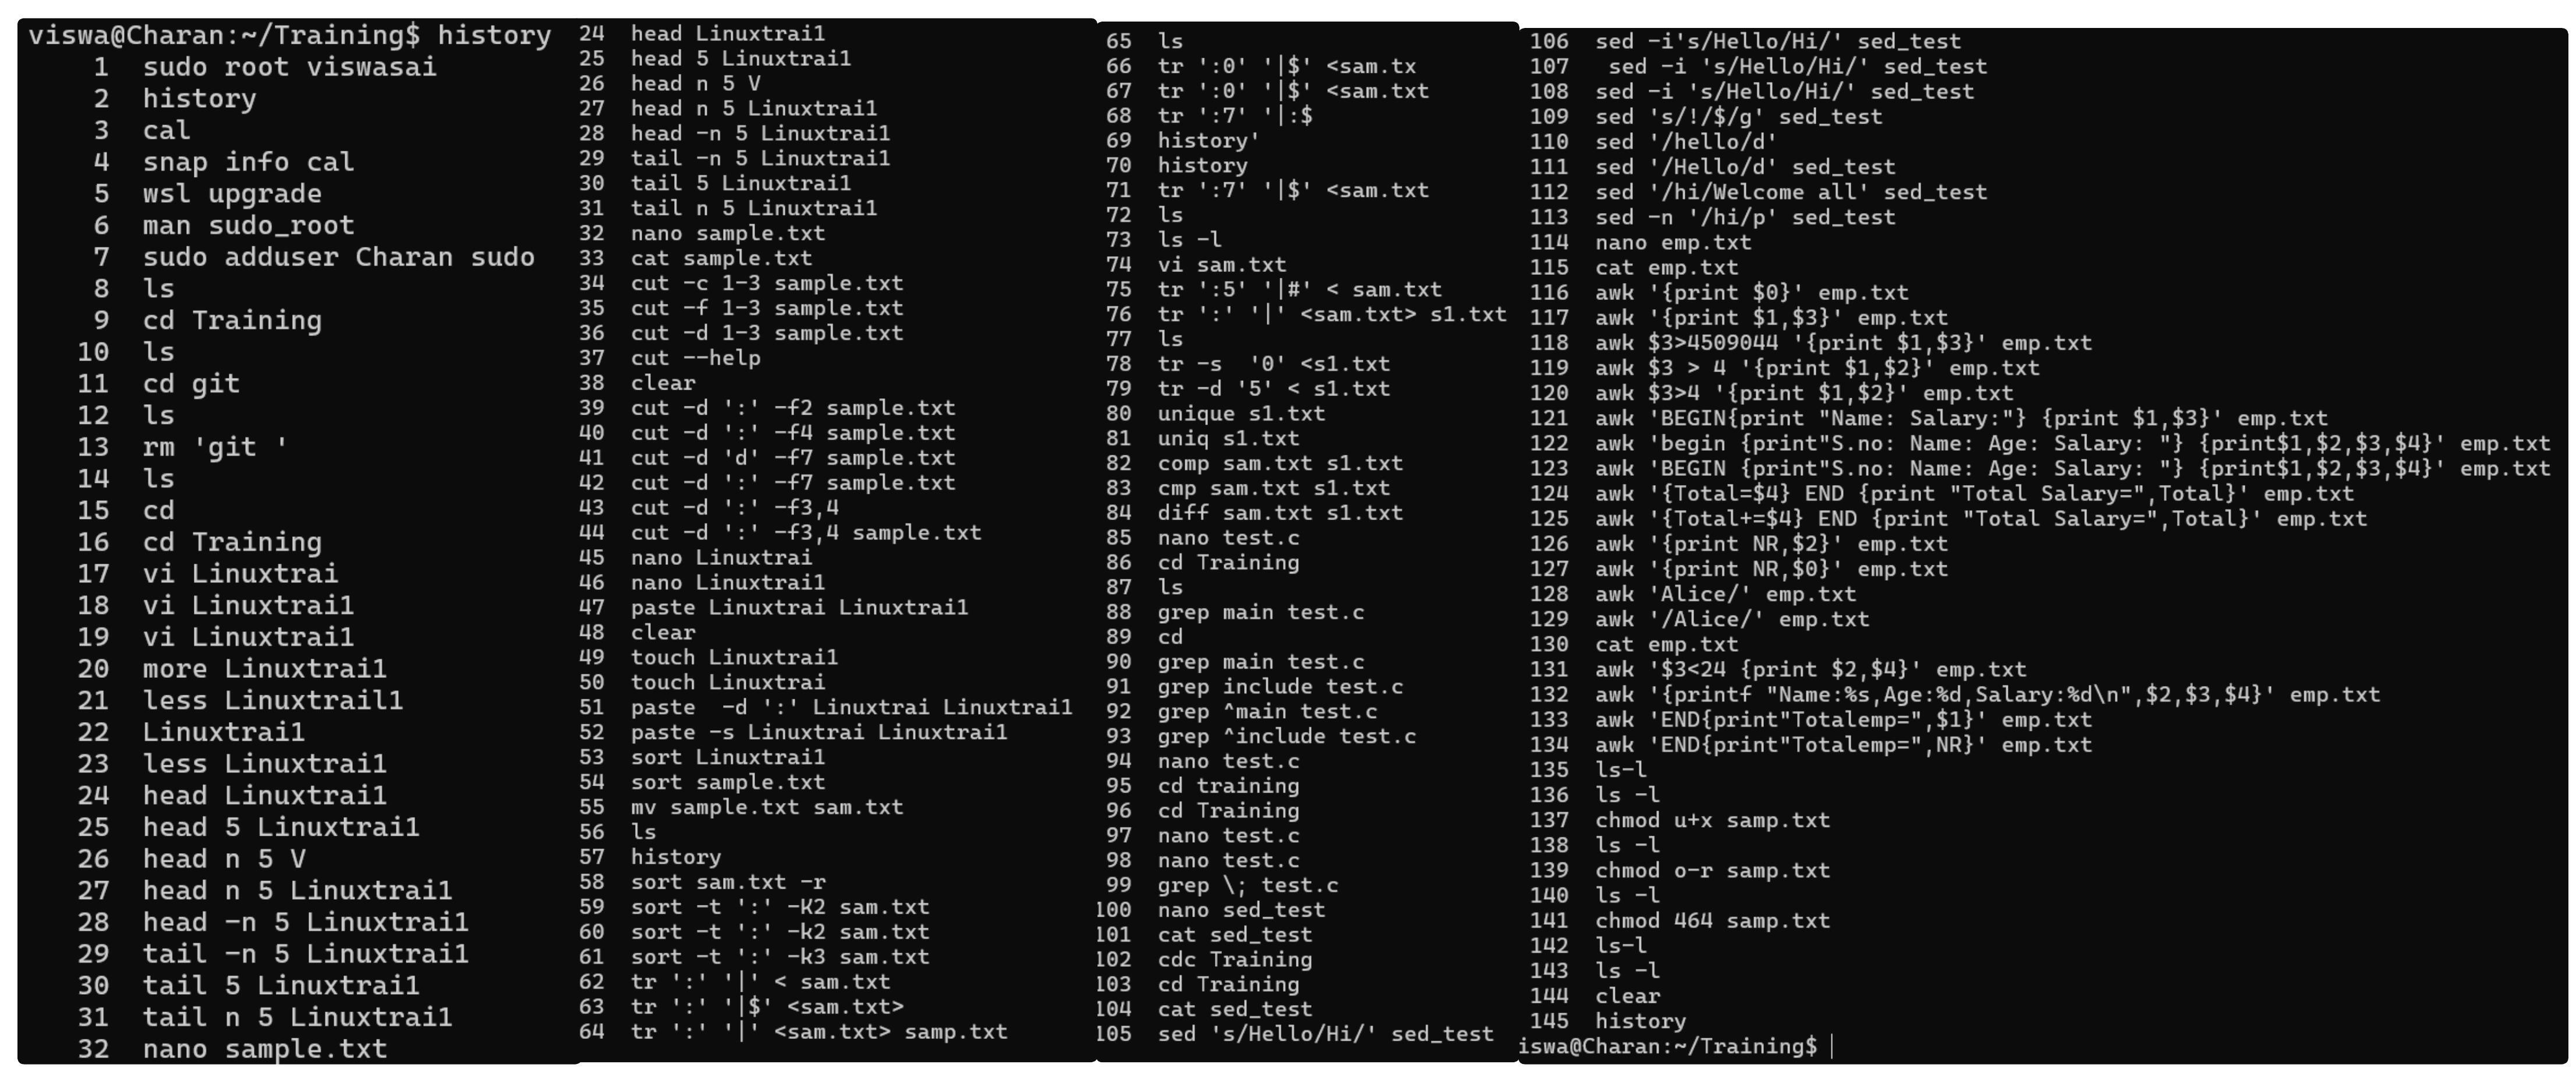 viswa@Charan:~/Training$ history
1 sudo root viswasai
2 history
3 cal
4 snap info cal
5 wsl upgrade
6 man sudo_root
7 sudo adduser Charan sudo
8 ls
9 cd Training
10 ls
11 cd git
12 ls
13 rm 'git '
14 ls
15 cd
16 cd Training
17 vi Linuxtrai
18 vi Linuxtrai1
19 vi Linuxtrai1
20 more Linuxtrai1
21 less Linuxtrail1
22 Linuxtrai1
23 less Linuxtrai1
24 head Linuxtrai1
25 head 5 Linuxtrai1
26 head n 5 V
27 head n 5 Linuxtrai1
28 head -n 5 Linuxtrai1
29 tail -n 5 Linuxtrai1
30 tail 5 Linuxtrai1
31 tail n 5 Linuxtrai1
32 nano sample.txt
24 head Linuxtrai1
25 head 5 Linuxtrai1
26 head n 5 V
27 head n 5 Linuxtrai1
28 head -n 5 Linuxtrai1
29 tail -n 5 Linuxtrai1
30 tail 5 Linuxtrai1
31 tail n 5 Linuxtrai1
32 nano sample.txt
33 cat sample.txt
34 cut -c 1-3 sample.txt
35 cut -f 1-3 sample.txt
36 cut -d 1-3 sample.txt
37 cut --help
38 clear
39 cut -d ':' -f2 sample.txt
40 cut -d ':' -f4 sample.txt
41 cut -d 'd' -f7 sample.txt
42 cut -d ':' -f7 sample.txt
43 cut -d ':' -f3,4
44 cut -d ':' -f3,4 sample.txt
45 nano Linuxtrai
46 nano Linuxtrai1
47 paste Linuxtrai Linuxtrai1
48 clear
49 touch Linuxtrai1
50 touch Linuxtrai
51 paste  -d ':' Linuxtrai Linuxtrai1
52 paste -s Linuxtrai Linuxtrai1
53 sort Linuxtrai1
54 sort sample.txt
55 mv sample.txt sam.txt
56 ls
57 history
58 sort sam.txt -r
59 sort -t ':' -K2 sam.txt
60 sort -t ':' -k2 sam.txt
61 sort -t ':' -k3 sam.txt
62 tr ':' '|' < sam.txt
63 tr ':' '|$' <sam.txt>
64 tr ':' '|' <sam.txt> samp.txt
65 ls
66 tr ':0' '|$' <sam.tx
67 tr ':0' '|$' <sam.txt
68 tr ':7' '|:$
69 history'
70 history
71 tr ':7' '|$' <sam.txt
72 ls
73 ls -l
74 vi sam.txt
75 tr ':5' '|#' < sam.txt
76 tr ':' '|' <sam.txt> s1.txt
77 ls
78 tr -s  '0' <s1.txt
79 tr -d '5' < s1.txt
80 unique s1.txt
81 uniq s1.txt
82 comp sam.txt s1.txt
83 cmp sam.txt s1.txt
84 diff sam.txt s1.txt
85 nano test.c
86 cd Training
87 ls
88 grep main test.c
89 cd
90 grep main test.c
91 grep include test.c
92 grep ^main test.c
93 grep ^include test.c
94 nano test.c
95 cd training
96 cd Training
97 nano test.c
98 nano test.c
99 grep \; test.c
100 nano sed_test
101 cat sed_test
102 cdc Training
103 cd Training
104 cat sed_test
105 sed 's/Hello/Hi/' sed_test
106 sed -i's/Hello/Hi/' sed_test
107  sed -i 's/Hello/Hi/' sed_test
108 sed -i 's/Hello/Hi/' sed_test
109 sed 's/!/$/g' sed_test
110 sed '/hello/d'
111 sed '/Hello/d' sed_test
112 sed '/hi/Welcome all' sed_test
113 sed -n '/hi/p' sed_test
114 nano emp.txt
115 cat emp.txt
116 awk '{print $0}' emp.txt
117 awk '{print $1,$3}' emp.txt
118 awk $3>4509044 '{print $1,$3}' emp.txt
119 awk $3 > 4 '{print $1,$2}' emp.txt
120 awk $3>4 '{print $1,$2}' emp.txt
121 awk 'BEGIN{print "Name: Salary:"} {print $1,$3}' emp.txt
122 awk 'begin {print"S.no: Name: Age: Salary: "} {print$1,$2,$3,$4}' emp.txt
123 awk 'BEGIN {print"S.no: Name: Age: Salary: "} {print$1,$2,$3,$4}' emp.txt
124 awk '{Total=$4} END {print "Total Salary=",Total}' emp.txt
125 awk '{Total+=$4} END {print "Total Salary=",Total}' emp.txt
126 awk '{print NR,$2}' emp.txt
127 awk '{print NR,$0}' emp.txt
128 awk 'Alice/' emp.txt
129 awk '/Alice/' emp.txt
130 cat emp.txt
131 awk '$3<24 {print $2,$4}' emp.txt
132 awk '{printf "Name:%s,Age:%d,Salary:%d\n",$2,$3,$4}' emp.txt
133 awk 'END{print"Totalemp=",$1}' emp.txt
134 awk 'END{print"Totalemp=",NR}' emp.txt
135 ls-l
136 ls -l
137 chmod u+x samp.txt
138 ls -l
139 chmod o-r samp.txt
140 ls -l
141 chmod 464 samp.txt
142 ls-l
143 ls -l
144 clear
145 history
iswa@Charan:~/Training$